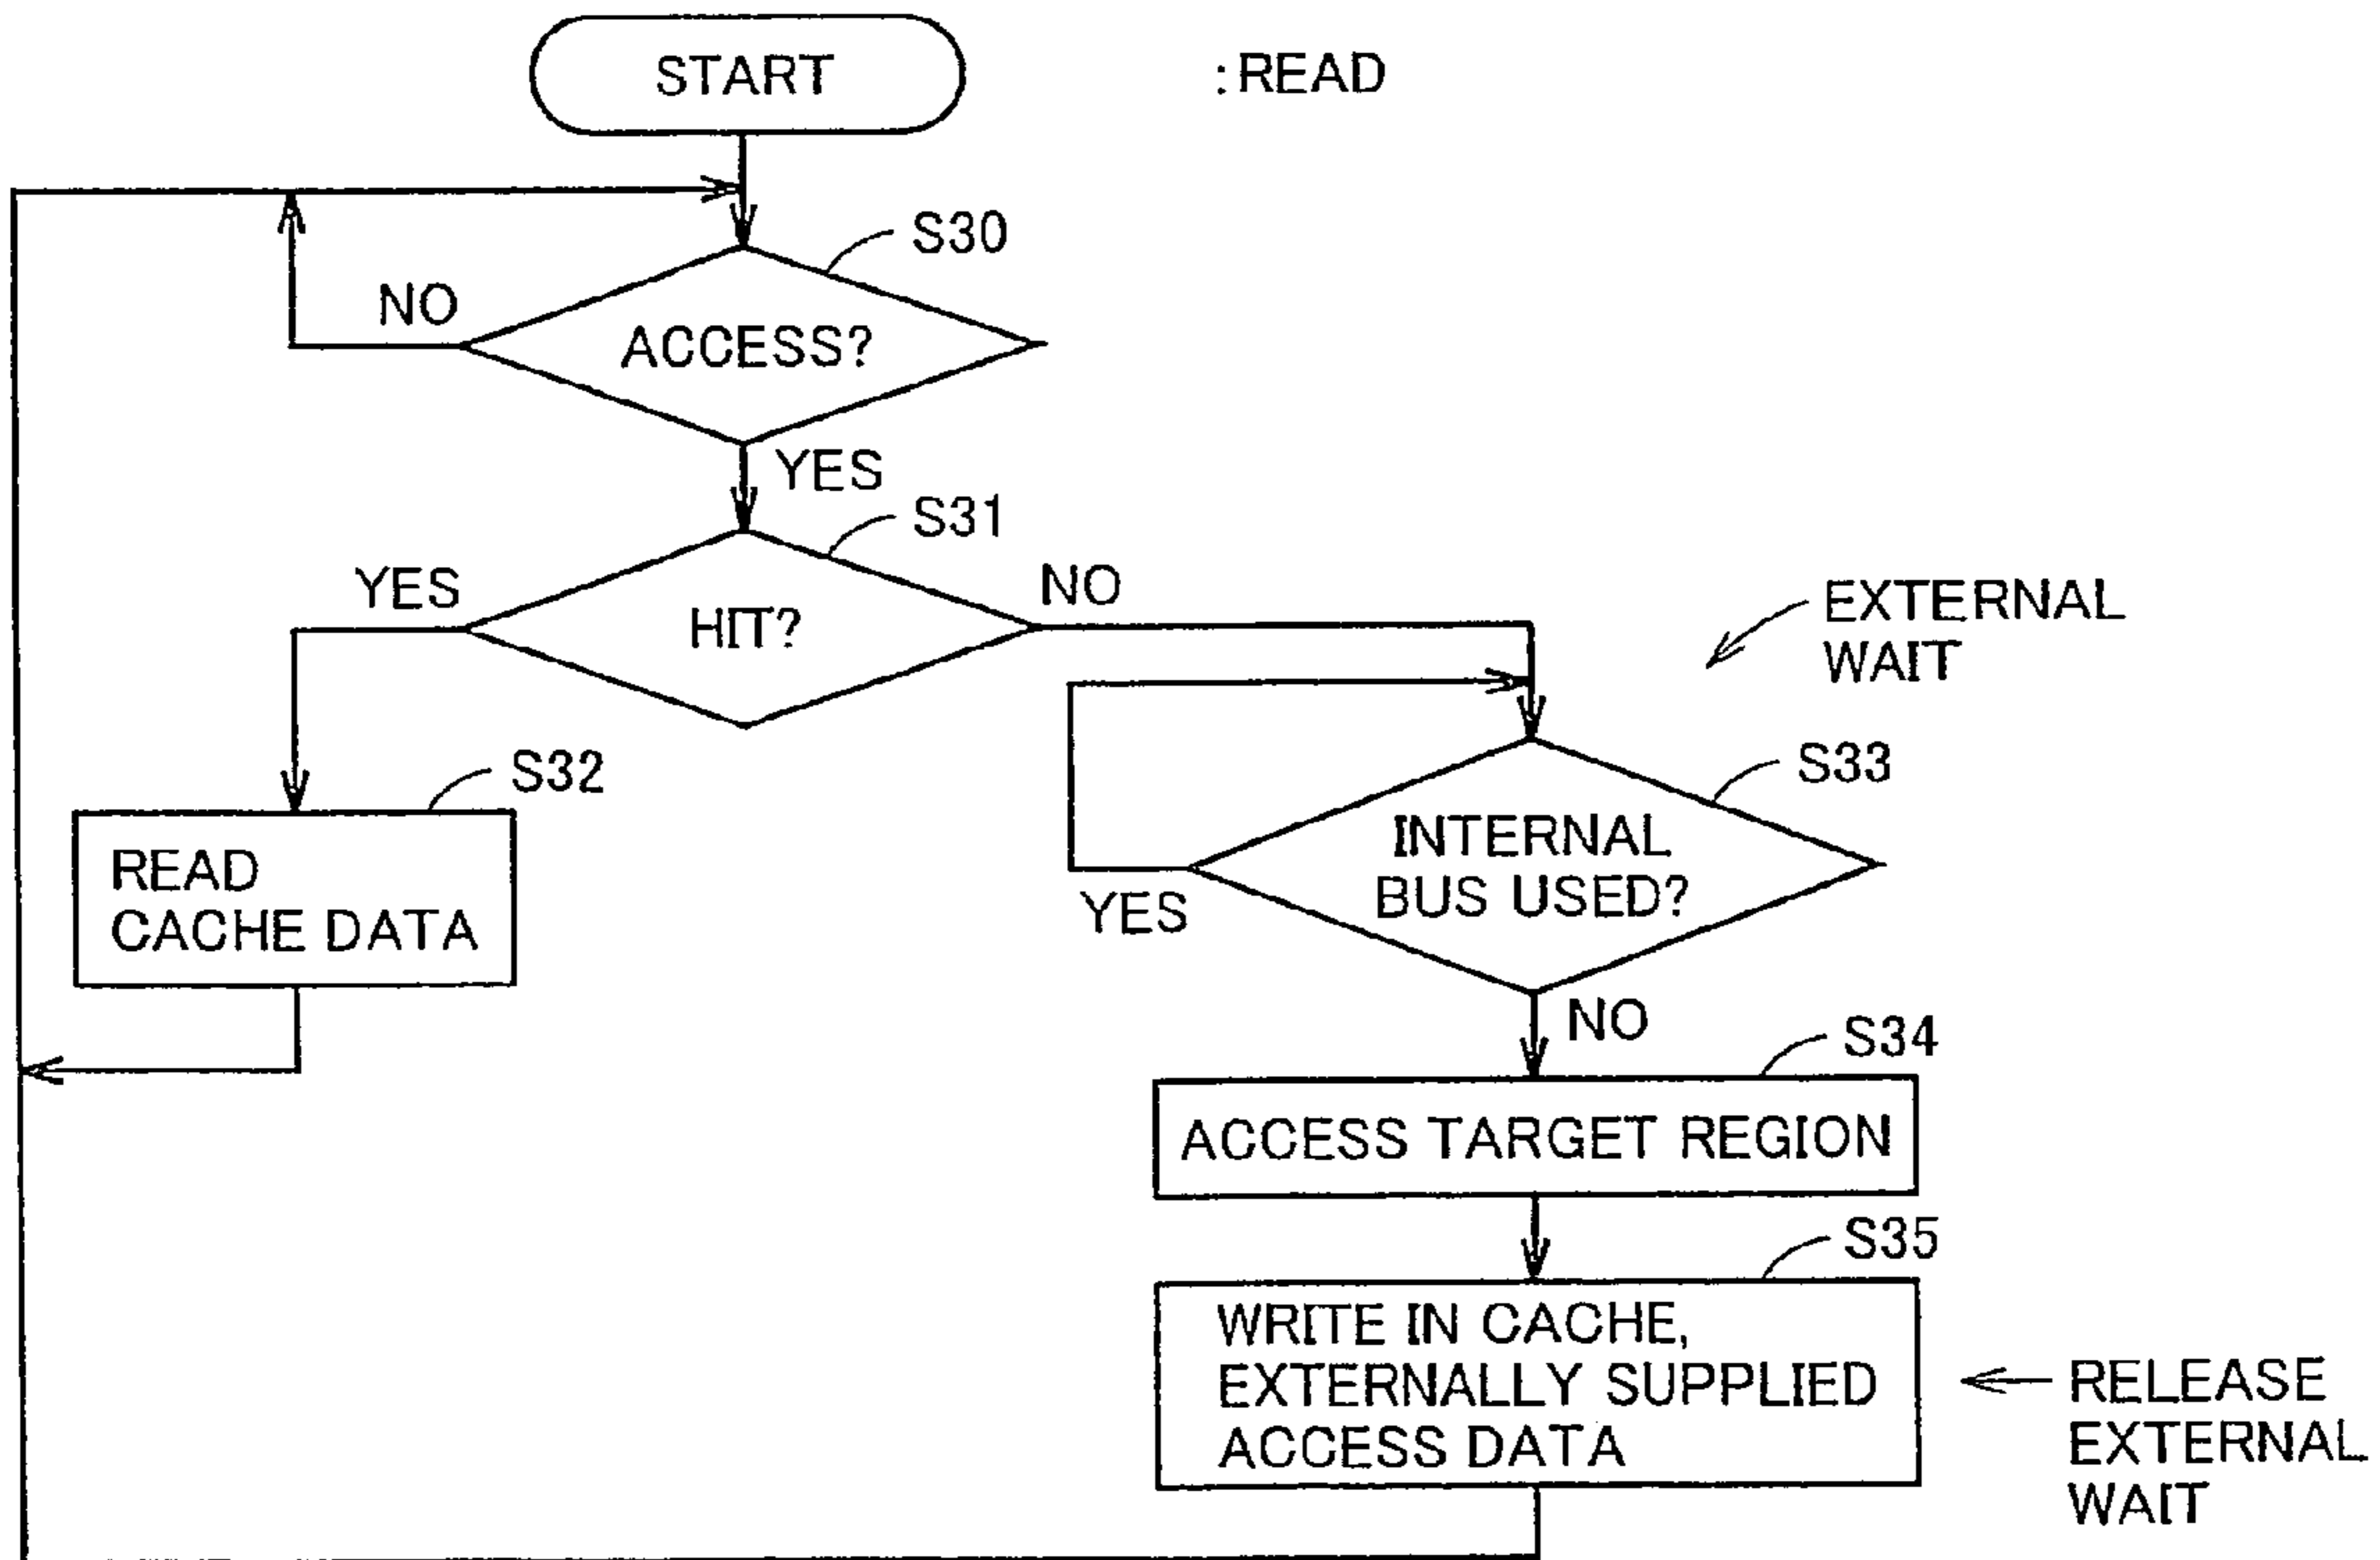 START
:READ
S30
NO
ACCESS?
YES
S31
YES
HIT?
NO
EXTERNAL
WAIT
S32
S33
READ
CACHE DATA
INTERNAL
BUS USED?
YES
NO
S34
ACCESS TARGET REGION
S35
WRITE IN CACHE,
EXTERNALLY SUPPLIED
ACCESS DATA
RELEASE
EXTERNAL
WAIT